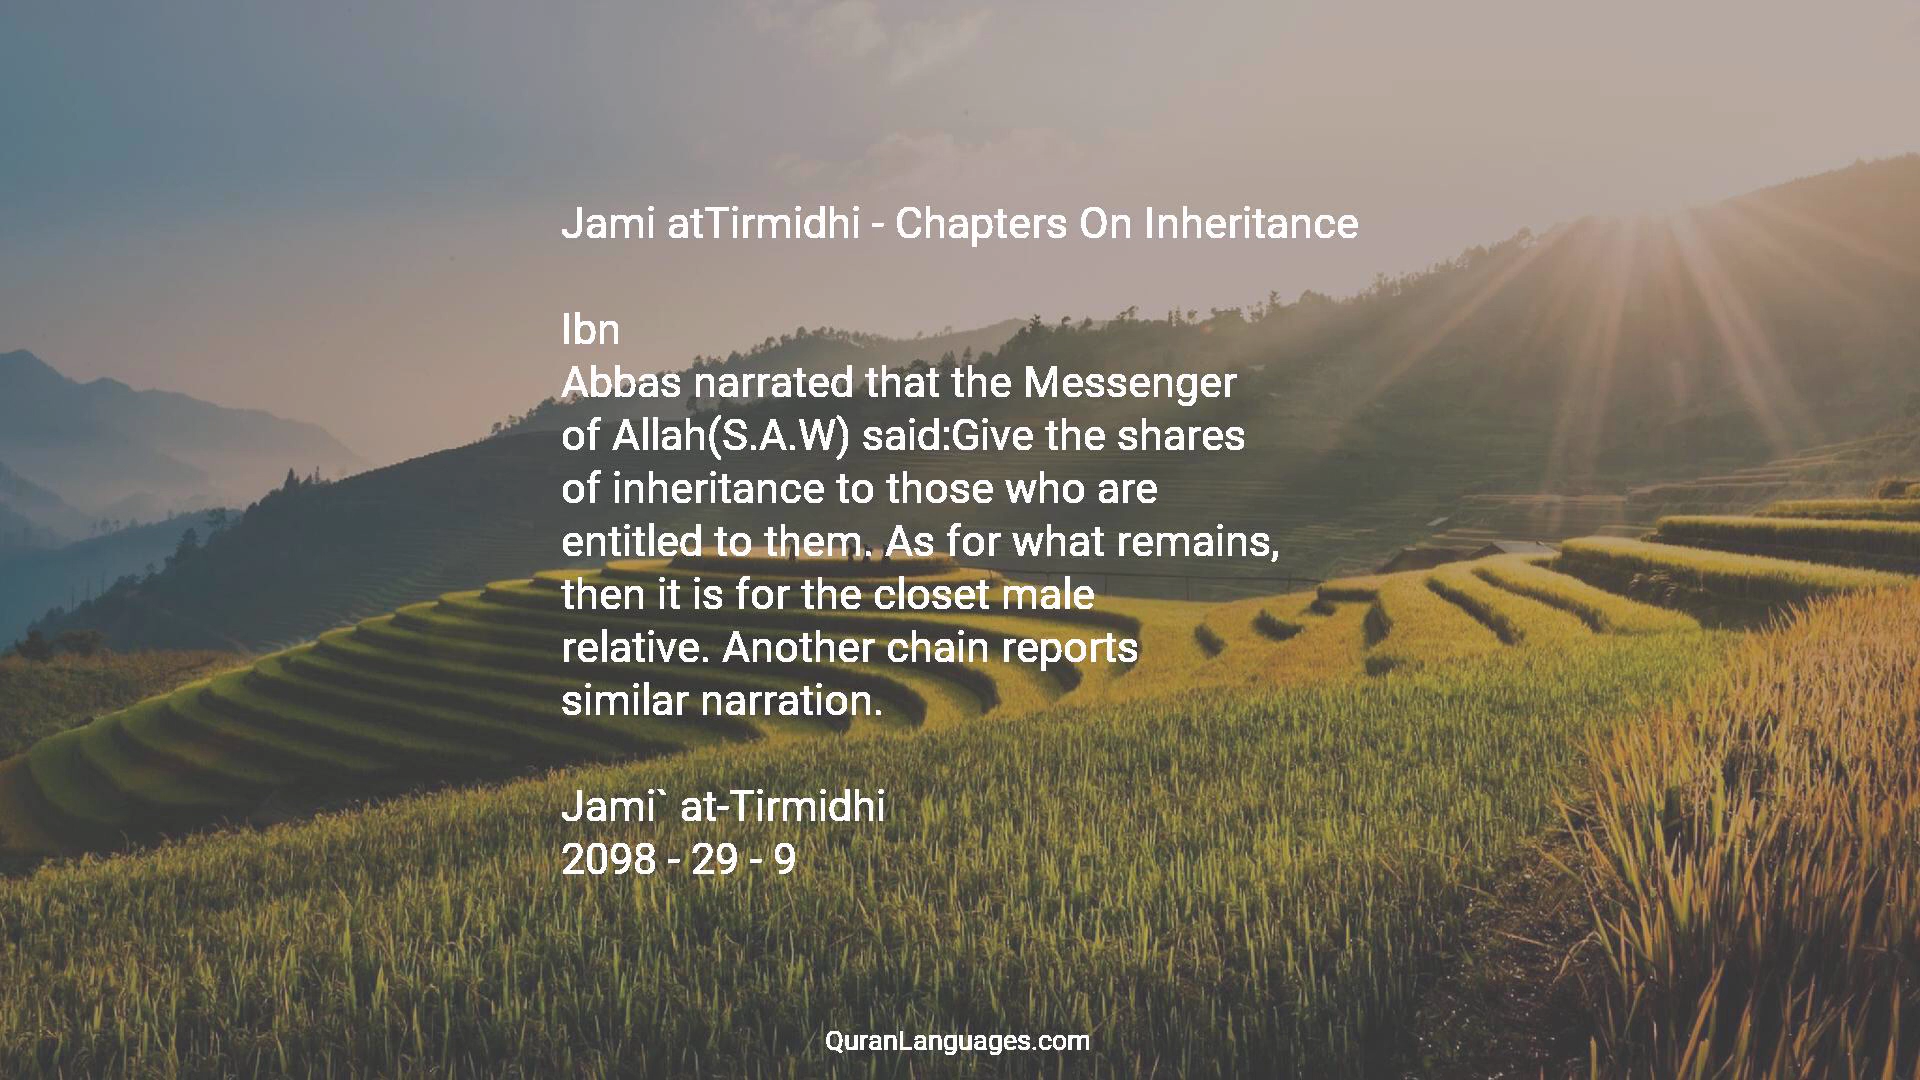 Jami atTirmidhi - Chapters On Inheritance
Ibn
Abbas narrated that the Messenger
of Allah(S.A.W) said:Give the shares
of inheritance to those who are
entitled to them. As for what remains,
then it is for the closet male
relative. Another chain reports
similar narration.
Jami` at-Tirmidhi
2098 - 29 - 9
QuranLanguages.com